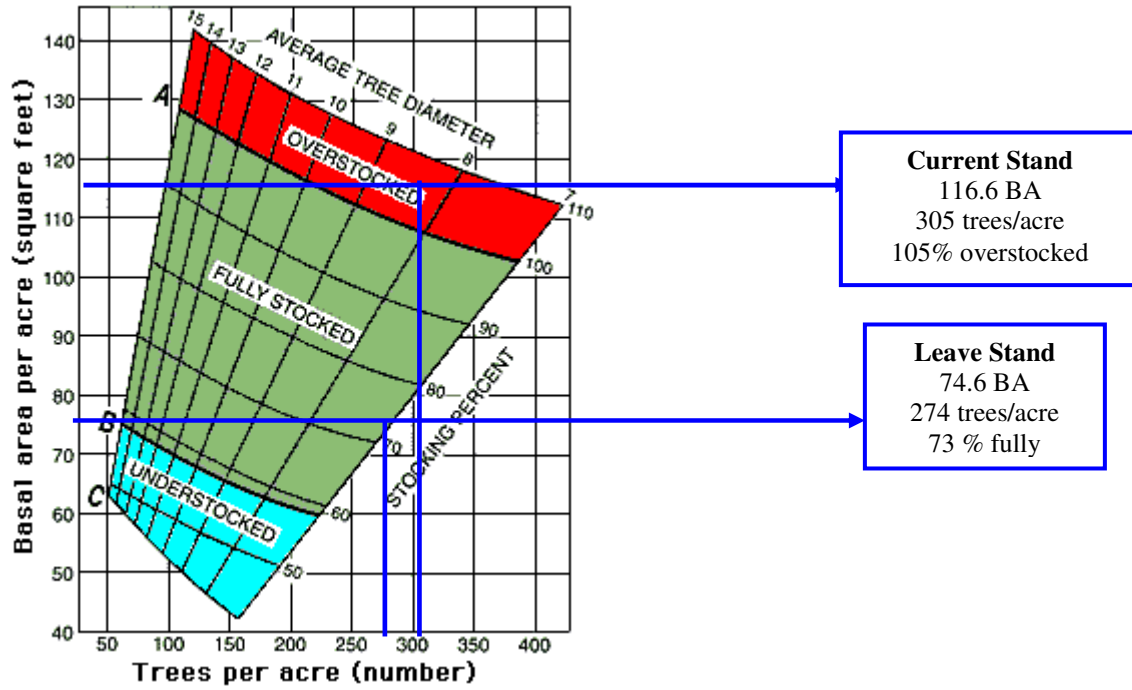 15
14
13
12
11
10
9
8
7
AVERAGE TREE DIAMETER
140
130
120
110
100
90
80
70
60
50
40
Basal area per acre (square feet)
A
B
C
OVERSTOCKED
FULLY STOCKED
UNDERSTOCKED
110
100
90
80
70
60
50
STOCKING PERCENT
50
100
150
200
250
300
350
400
Trees per acre (number)
Current Stand
116.6 BA
305 trees/acre
105% overstocked
Leave Stand
74.6 BA
274 trees/acre
73 % fully